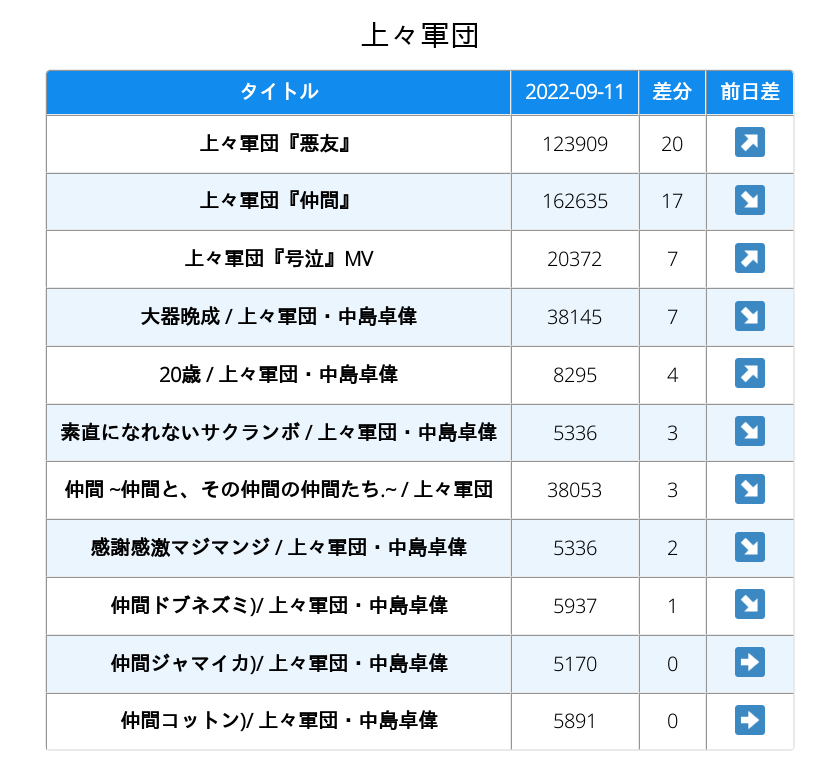 上々軍団
タイトル 2022-09-11 差分 前日差
上々軍団『悪友』 123909 20 ↗
上々軍団『仲間』 162635 17 ↘
上々軍団『号泣』MV 20372 7 ↗
大器晩成 / 上々軍団・中島卓偉 38145 7 ↘
20歳 / 上々軍団・中島卓偉 8295 4 ↗
素直になれないサクランボ / 上々軍団・中島卓偉 5336 3 ↘
仲間 ~仲間と、その仲間の仲間たち.~ / 上々軍団 38053 3 ↘
感謝感激マジマンジ / 上々軍団・中島卓偉 5336 2 ↘
仲間ドブネズミ)/ 上々軍団・中島卓偉 5937 1 ↘
仲間ジャマイカ)/ 上々軍団・中島卓偉 5170 0 →
仲間コットン)/ 上々軍団・中島卓偉 5891 0 →